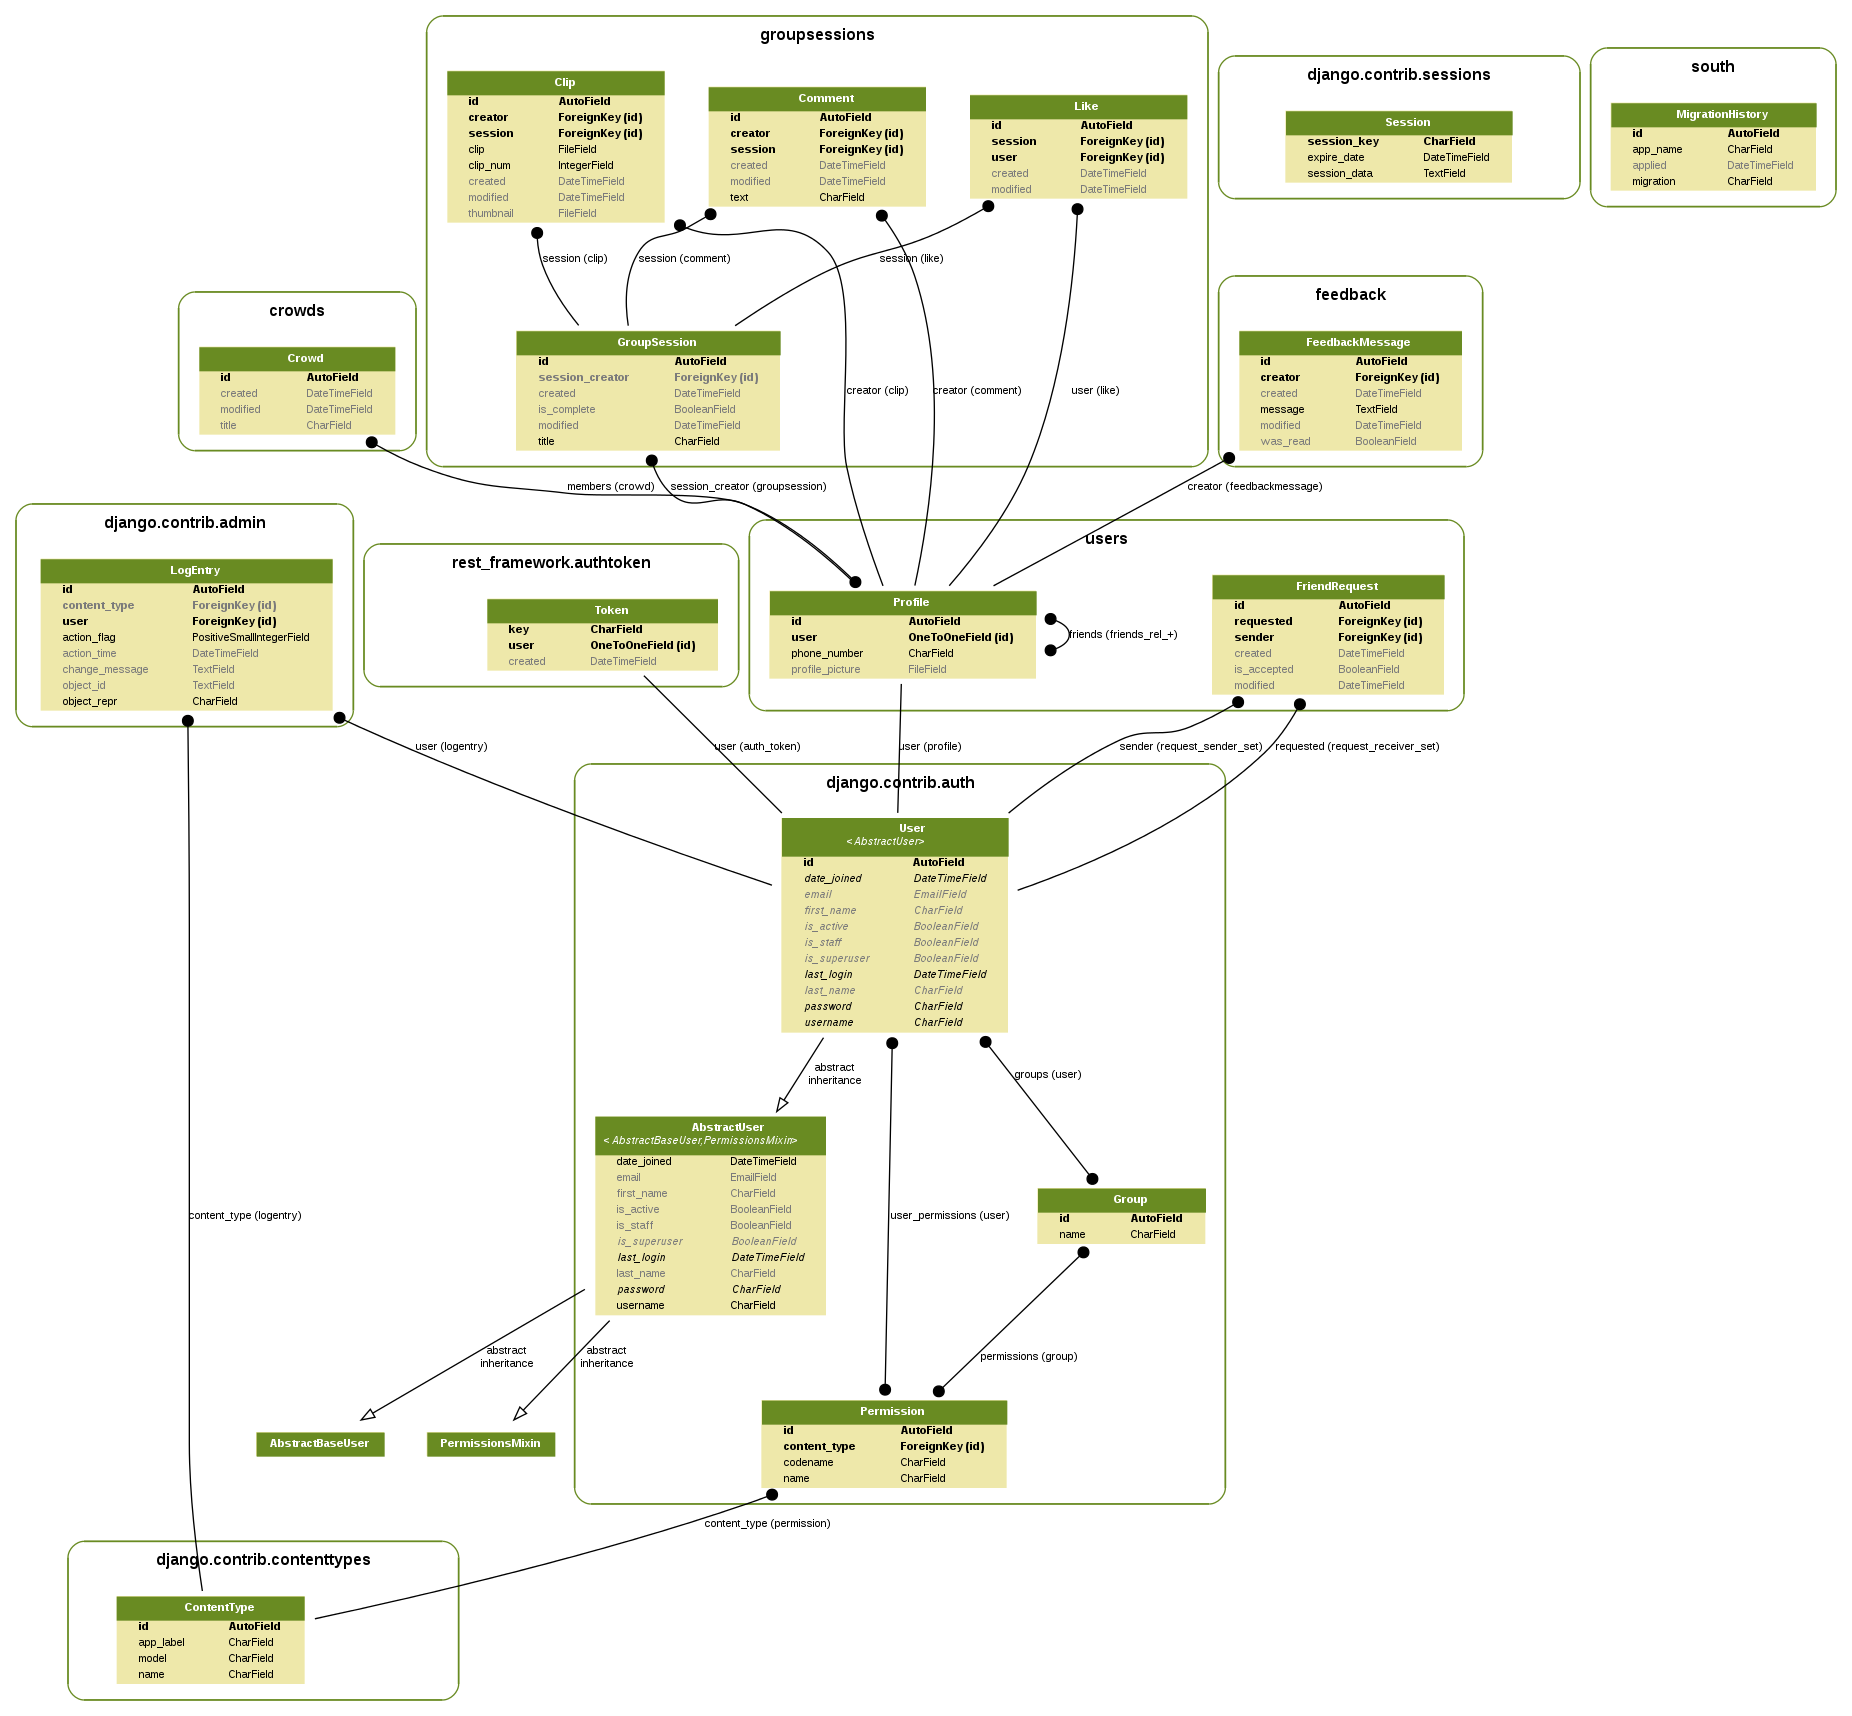 groupsessions
Clip
id AutoField
creator ForeignKey (id)
session ForeignKey (id)
clip FileField
clip_num IntegerField
created DateTimeField
modified DateTimeField
thumbnail FileField
Comment
id AutoField
creator ForeignKey (id)
session ForeignKey (id)
created DateTimeField
modified DateTimeField
text CharField
Like
id AutoField
session ForeignKey (id)
user ForeignKey (id)
created DateTimeField
modified DateTimeField
session (clip)
session (comment)
session (like)
GroupSession
id AutoField
session_creator ForeignKey (id)
created DateTimeField
is_complete BooleanField
modified DateTimeField
title CharField
creator (clip)
creator (comment)
user (like)
django.contrib.sessions
Session
session_key CharField
expire_date DateTimeField
session_data TextField
south
MigrationHistory
id AutoField
app_name CharField
applied DateTimeField
migration CharField
crowds
Crowd
id AutoField
created DateTimeField
modified DateTimeField
title CharField
feedback
FeedbackMessage
id AutoField
creator ForeignKey (id)
created DateTimeField
message TextField
modified DateTimeField
was_read BooleanField
members (crowd)
session_creator (groupsession)
creator (feedbackmessage)
django.contrib.admin
LogEntry
id AutoField
content_type ForeignKey (id)
user ForeignKey (id)
action_flag PositiveSmallIntegerField
action_time DateTimeField
change_message TextField
object_id TextField
object_repr CharField
rest_framework.authtoken
Token
key CharField
user OneToOneField (id)
created DateTimeField
users
Profile
id AutoField
user OneToOneField (id)
phone_number CharField
profile_picture FileField
friends (friends_rel_+)
FriendRequest
id AutoField
requested ForeignKey (id)
sender ForeignKey (id)
created DateTimeField
is_accepted BooleanField
modified DateTimeField
user (logentry)
user (auth_token)
user (profile)
sender (request_sender_set)
requested (request_receiver_set)
django.contrib.auth
User
<AbstractUser>
id AutoField
date_joined DateTimeField
email EmailField
first_name CharField
is_active BooleanField
is_staff BooleanField
is_superuser BooleanField
last_login DateTimeField
last_name CharField
password CharField
username CharField
abstract
inheritance
groups (user)
AbstractUser
<AbstractBaseUser,PermissionsMixin>
date_joined DateTimeField
email EmailField
first_name CharField
is_active BooleanField
is_staff BooleanField
is_superuser BooleanField
last_login DateTimeField
last_name CharField
password CharField
username CharField
Group
id AutoField
name CharField
content_type (logentry)
user_permissions (user)
abstract
inheritance
abstract
inheritance
permissions (group)
AbstractBaseUser
PermissionsMixin
Permission
id AutoField
content_type ForeignKey (id)
codename CharField
name CharField
content_type (permission)
django.contrib.contenttypes
ContentType
id AutoField
app_label CharField
model CharField
name CharField